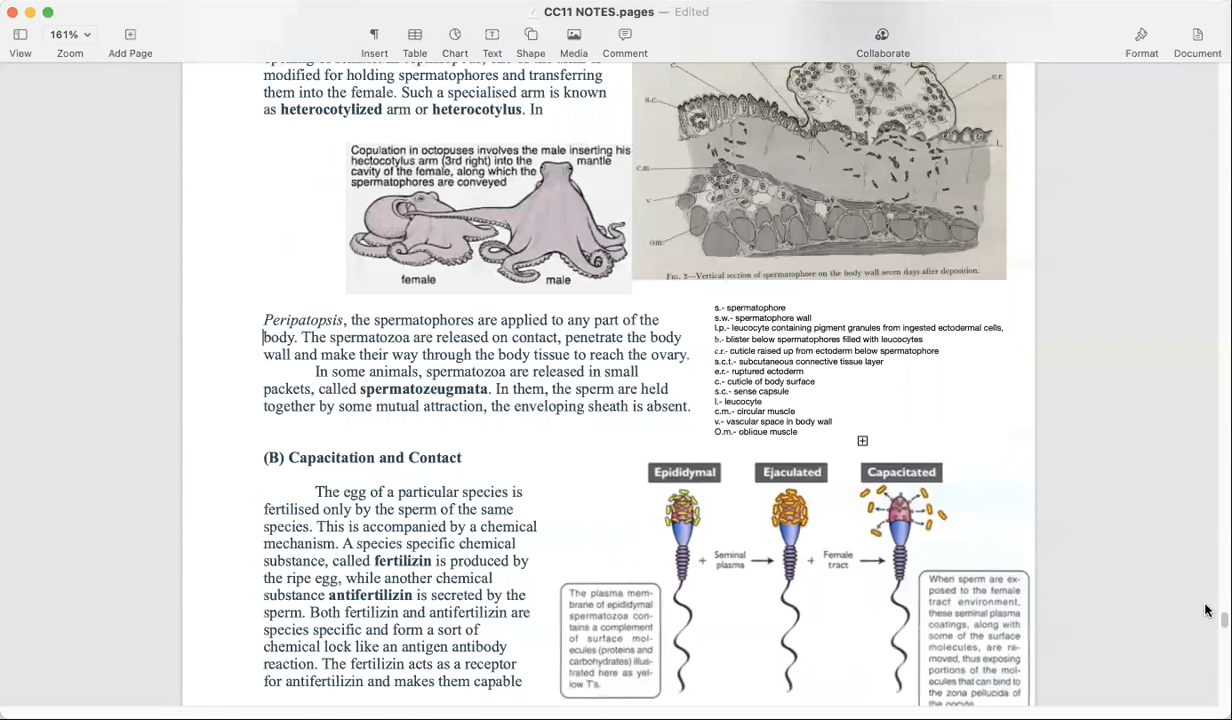 CC11 NOTES.pages — Edited
161%
View
Zoom
Add Page
Insert
Table
Chart
Text
Shape
Media
Comment
Collaborate
Format
Document
modified for holding spermatophores and transferring
them into the female. Such a specialised arm is known
as heterocotylized arm or heterocotylus. In
Copulation in octopuses involves the male inserting his
hectocotylus arm (3rd right) into the mantle
cavity of the female, along which the
spermatophores are conveyed
female
male
s.c.
c.m.
v.
o.m.
c.
e.r.
l.
FIG. 2—Vertical section of spermatophore on the body wall seven days after deposition.
Peripatopsis, the spermatophores are applied to any part of the
body. The spermatozoa are released on contact, penetrate the body
wall and make their way through the body tissue to reach the ovary.
In some animals, spermatozoa are released in small
packets, called spermatozeugmata. In them, the sperm are held
together by some mutual attraction, the enveloping sheath is absent.
s.- spermatophore
s.w.- spermatophore wall
l.p.- leucocyte containing pigment granules from ingested ectodermal cells,
b.- blister below spermatophores filled with leucocytes
c.r.- cuticle raised up from ectoderm below spermatophore
s.c.t.- subcutaneous connective tissue layer
e.r.- ruptured ectoderm
c.- cuticle of body surface
s.c.- sense capsule
l.- leucocyte
c.m.- circular muscle
v.- vascular space in body wall
O.m.- oblique muscle
(B) Capacitation and Contact
The egg of a particular species is
fertilised only by the sperm of the same
species. This is accompanied by a chemical
mechanism. A species specific chemical
substance, called fertilizin is produced by
the ripe egg, while another chemical
substance antifertilizin is secreted by the
sperm. Both fertilizin and antifertilizin are
species specific and form a sort of
chemical lock like an antigen antibody
reaction. The fertilizin acts as a receptor
for antifertilizin and makes them capable
Epididymal
Ejaculated
Capacitated
+ Seminal
plasma
+ Female
tract
The plasma mem-
brane of epididymal
spermatozoa con-
tains a complement
of surface mol-
ecules (proteins and
carbohydrates) illus-
trated here as yel-
low T's.
When sperm are ex-
posed to the female
tract environment,
these seminal plasma
coatings, along with
some of the surface
molecules, are re-
moved, thus exposing
portions of the mol-
ecules that can bind to
the zona pellucida of